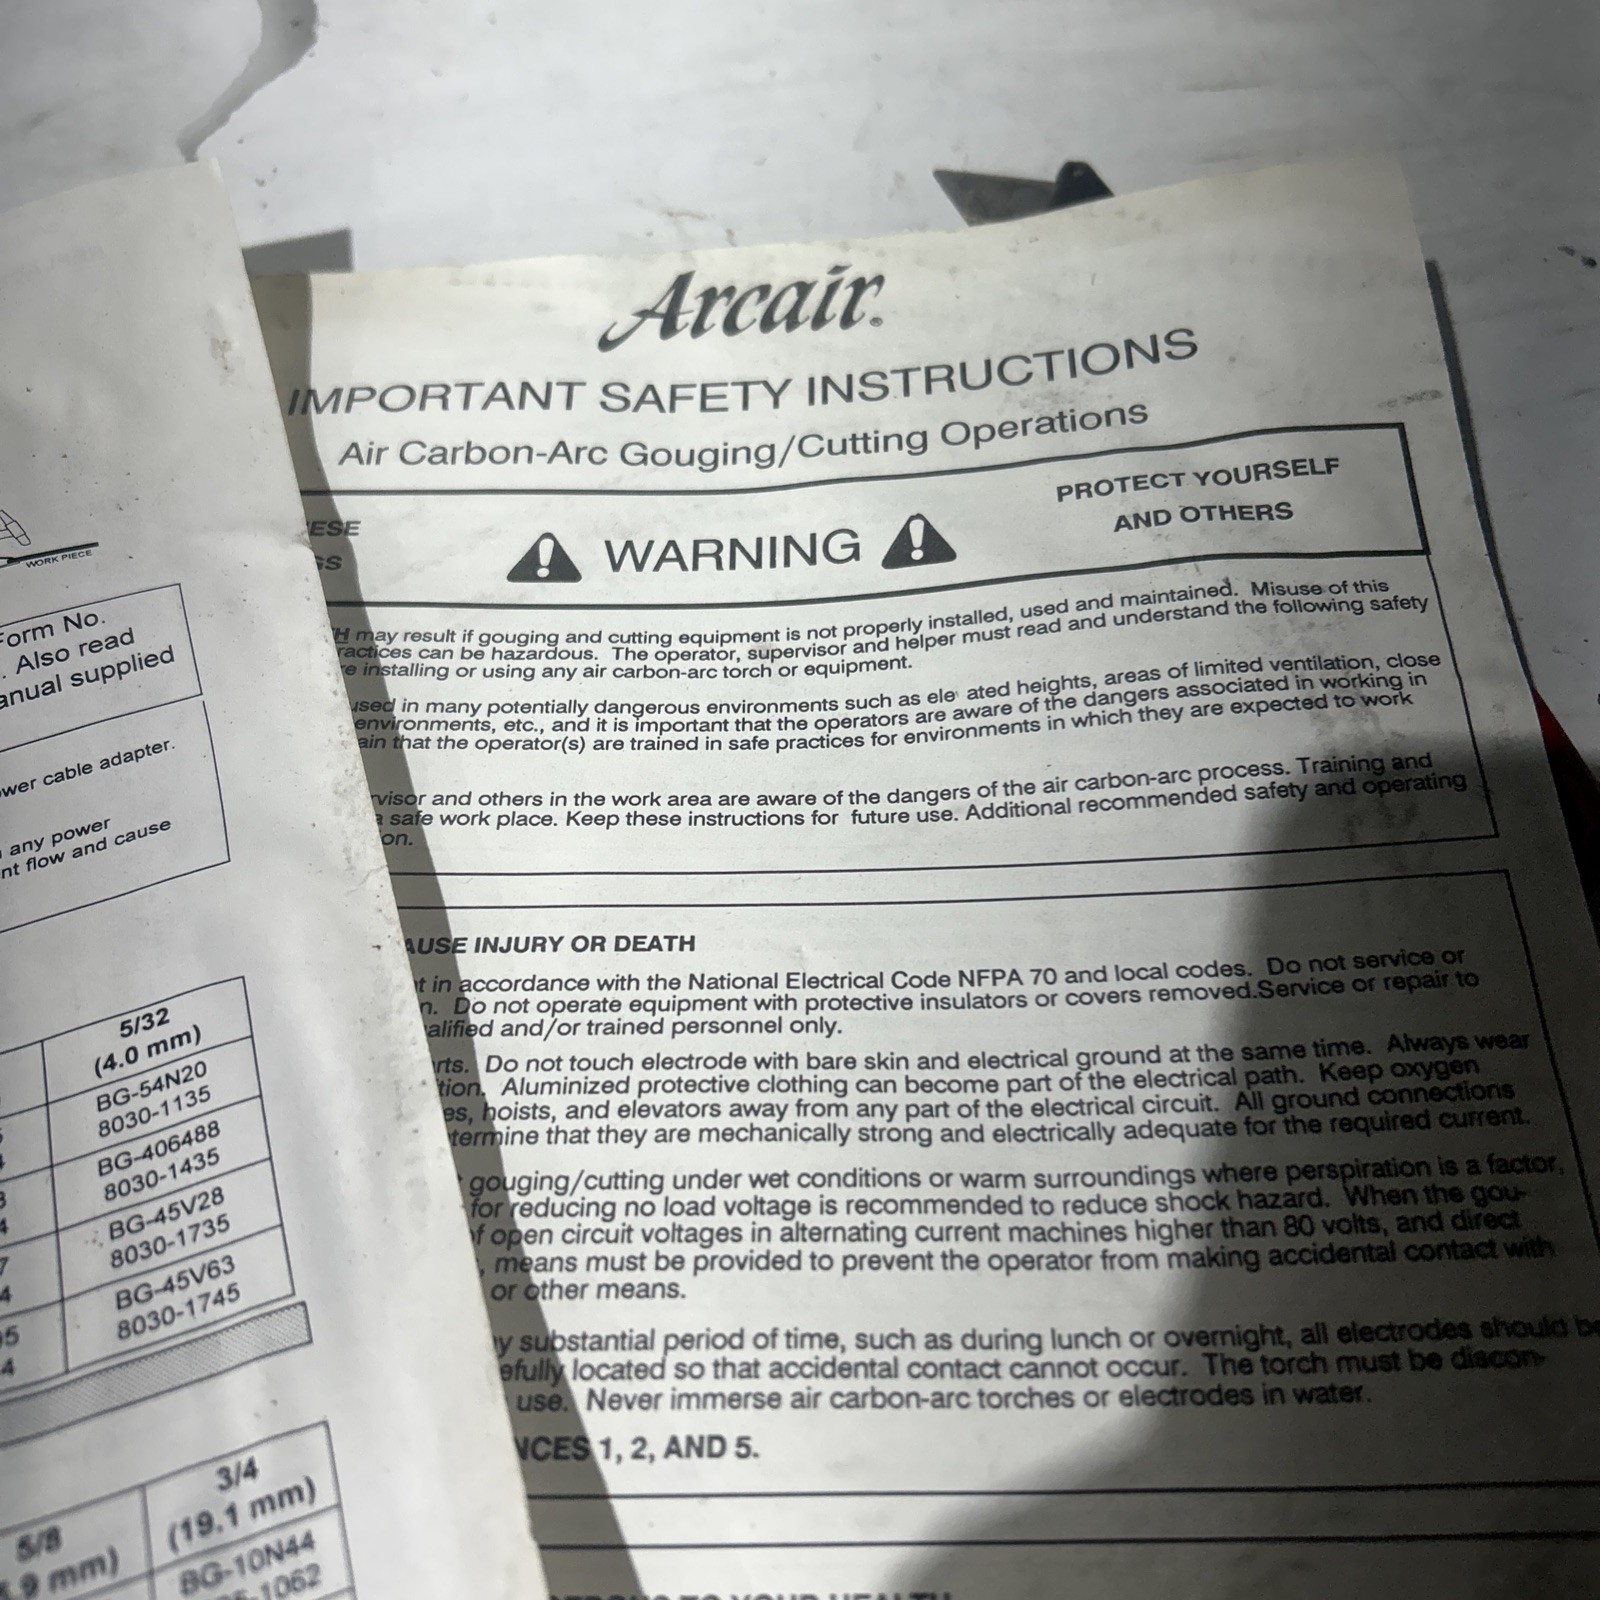 WORK PIECE
Form No.
. Also read
anual supplied
wer cable adapter.
any power
nt flow and cause
5/32
(4.0 mm)
BG-54N20
8030-1135
BG-406488
8030-1435
BG-45V28
8030-1735
BG-45V63
8030-1745
5/8
.9 mm)
3/4
(19.1 mm)
BG-10N44
-1062
Arcair®
IMPORTANT SAFETY INSTRUCTIONS
Air Carbon-Arc Gouging/Cutting Operations
ESE
GS
WARNING
PROTECT YOURSELF
AND OTHERS
H may result if gouging and cutting equipment is not properly installed, used and maintained. Misuse of this
ractices can be hazardous. The operator, supervisor and helper must read and understand the following safety
re installing or using any air carbon-arc torch or equipment.
used in many potentially dangerous environments such as ele ated heights, areas of limited ventilation, close
environments, etc., and it is important that the operators are aware of the dangers associated in working in
ain that the operator(s) are trained in safe practices for environments in which they are expected to work
rvisor and others in the work area are aware of the dangers of the air carbon-arc process. Training and
a safe work place. Keep these instructions for future use. Additional recommended safety and operating
on.
AUSE INJURY OR DEATH
t in accordance with the National Electrical Code NFPA 70 and local codes. Do not service or
n. Do not operate equipment with protective insulators or covers removed.Service or repair to
alified and/or trained personnel only.
rts. Do not touch electrode with bare skin and electrical ground at the same time. Always wear
tion. Aluminized protective clothing can become part of the electrical path. Keep oxygen
es, hoists, and elevators away from any part of the electrical circuit. All ground connections
termine that they are mechanically strong and electrically adequate for the required current.
gouging/cutting under wet conditions or warm surroundings where perspiration is a factor,
for reducing no load voltage is recommended to reduce shock hazard. When the gou-
f open circuit voltages in alternating current machines higher than 80 volts, and direct
, means must be provided to prevent the operator from making accidental contact with
or other means.
y substantial period of time, such as during lunch or overnight, all electrodes should be
efully located so that accidental contact cannot occur. The torch must be discon-
use. Never immerse air carbon-arc torches or electrodes in water.
NCES 1, 2, AND 5.
TO YOUR HEALTH